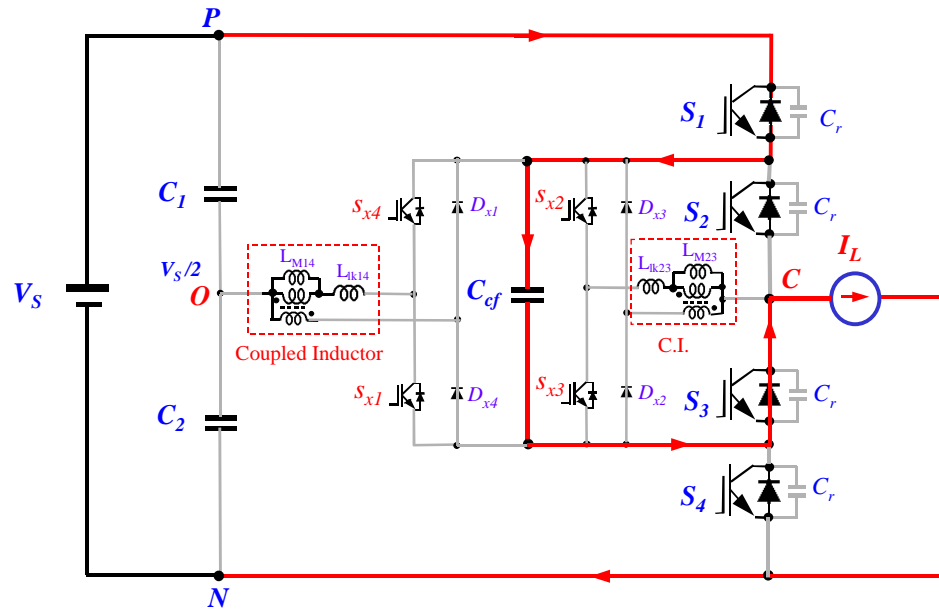 P
S1
Cr
C1
sx4
Dx1
sx2
Dx3
S2
Cr
VS/2
LM14
Llk14
Llk23
LM23
IL
VS
O
Ccf
C
Coupled Inductor
C.I.
C2
sx1
Dx4
sx3
Dx2
S3
Cr
S4
Cr
N